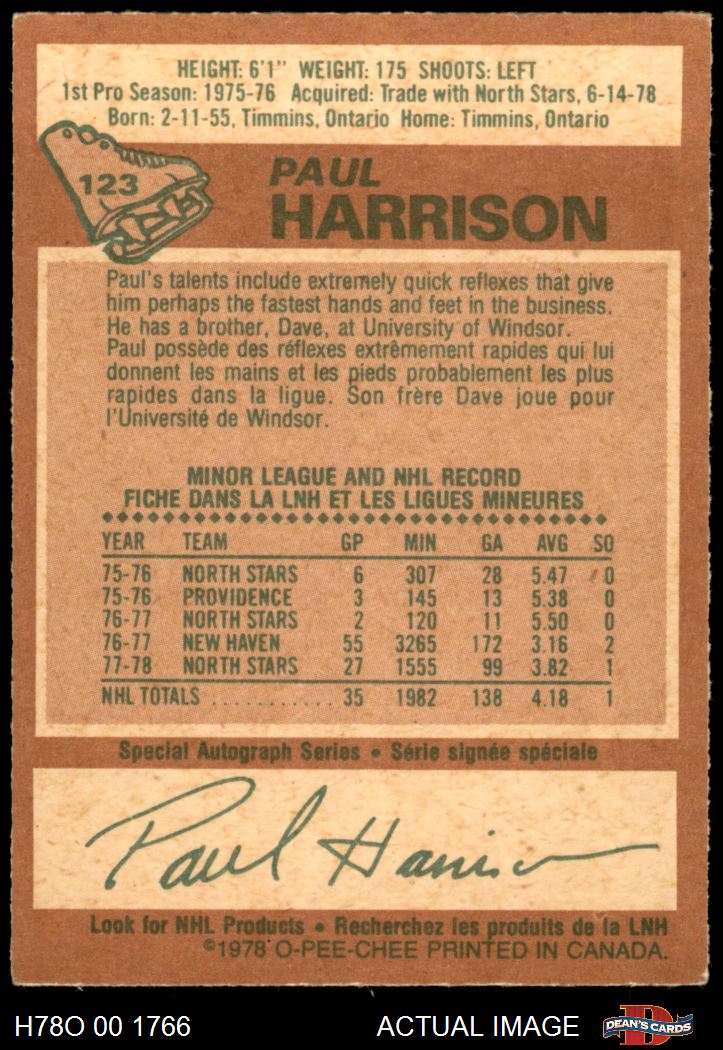 HEIGHT: 6'1" WEIGHT: 175 SHOOTS: LEFT
1st Pro Season: 1975-76 Acquired: Trade with North Stars, 6-14-78
Born: 2-11-55, Timmins, Ontario Home: Timmins, Ontario
123
PAUL
HARRISON
Paul's talents include extremely quick reflexes that give
him perhaps the fastest hands and feet in the business.
He has a brother, Dave, at University of Windsor.
Paul possède des réflexes extrêmement rapides qui lui
donnent les mains et les pieds probablement les plus
rapides dans la ligue. Son frère Dave joue pour
l'Université de Windsor.
MINOR LEAGUE AND NHL RECORD
FICHE DANS LA LNH ET LES LIGUES MINEURES
YEAR TEAM GP MIN GA AVG SO
75-76 NORTH STARS 6 307 28 5.47 0
75-76 PROVIDENCE 3 145 13 5.38 0
76-77 NORTH STARS 2 120 11 5.50 0
76-77 NEW HAVEN 55 3265 172 3.16 2
77-78 NORTH STARS 27 1555 99 3.82 1
NHL TOTALS ........... 35 1982 138 4.18 1
Special Autograph Series • Série signée spéciale
Paul Harrison
Look for NHL Products • Recherchez les produits de la LNH
©1978 O-PEE-CHEE PRINTED IN CANADA.
H78O 00 1766 ACTUAL IMAGE D DEAN'S CARDS